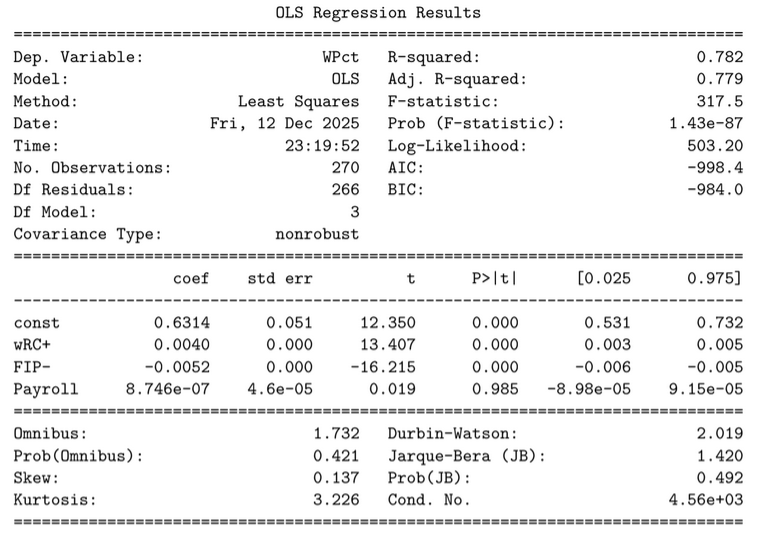 OLS Regression Results
==============================================================================
Dep. Variable: WPct R-squared: 0.782
Model: OLS Adj. R-squared: 0.779
Method: Least Squares F-statistic: 317.5
Date: Fri, 12 Dec 2025 Prob (F-statistic): 1.43e-87
Time: 23:19:52 Log-Likelihood: 503.20
No. Observations: 270 AIC: -998.4
Df Residuals: 266 BIC: -984.0
Df Model: 3
Covariance Type: nonrobust
==============================================================================
coef std err t P>|t| [0.025 0.975]
------------------------------------------------------------------------------
const 0.6314 0.051 12.350 0.000 0.531 0.732
wRC+ 0.0040 0.000 13.407 0.000 0.003 0.005
FIP- -0.0052 0.000 -16.215 0.000 -0.006 -0.005
Payroll 8.746e-07 4.6e-05 0.019 0.985 -8.98e-05 9.15e-05
==============================================================================
Omnibus: 1.732 Durbin-Watson: 2.019
Prob(Omnibus): 0.421 Jarque-Bera (JB): 1.420
Skew: 0.137 Prob(JB): 0.492
Kurtosis: 3.226 Cond. No. 4.56e+03
==============================================================================